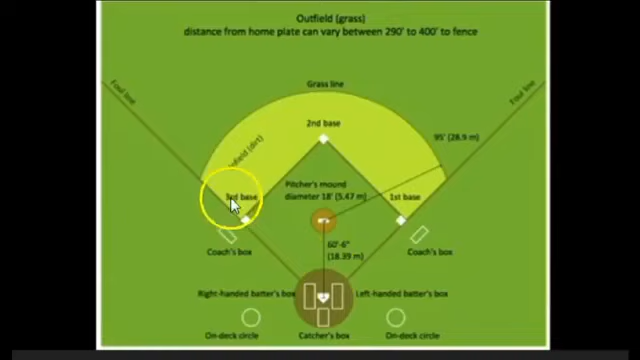 Outfield (grass)
distance from home plate can vary between 290' to 400' to fence
Foul line
Foul line
Grass line
2nd base
95' (28.9 m)
(dirt)
Pitcher's mound
diameter 18' (5.47 m)
base
1st base
60'-6"
(18.39 m)
Coach's box
Coach's box
Right-handed batter's box
Left-handed batter's box
On-deck circle
Catcher's box
On-deck circle